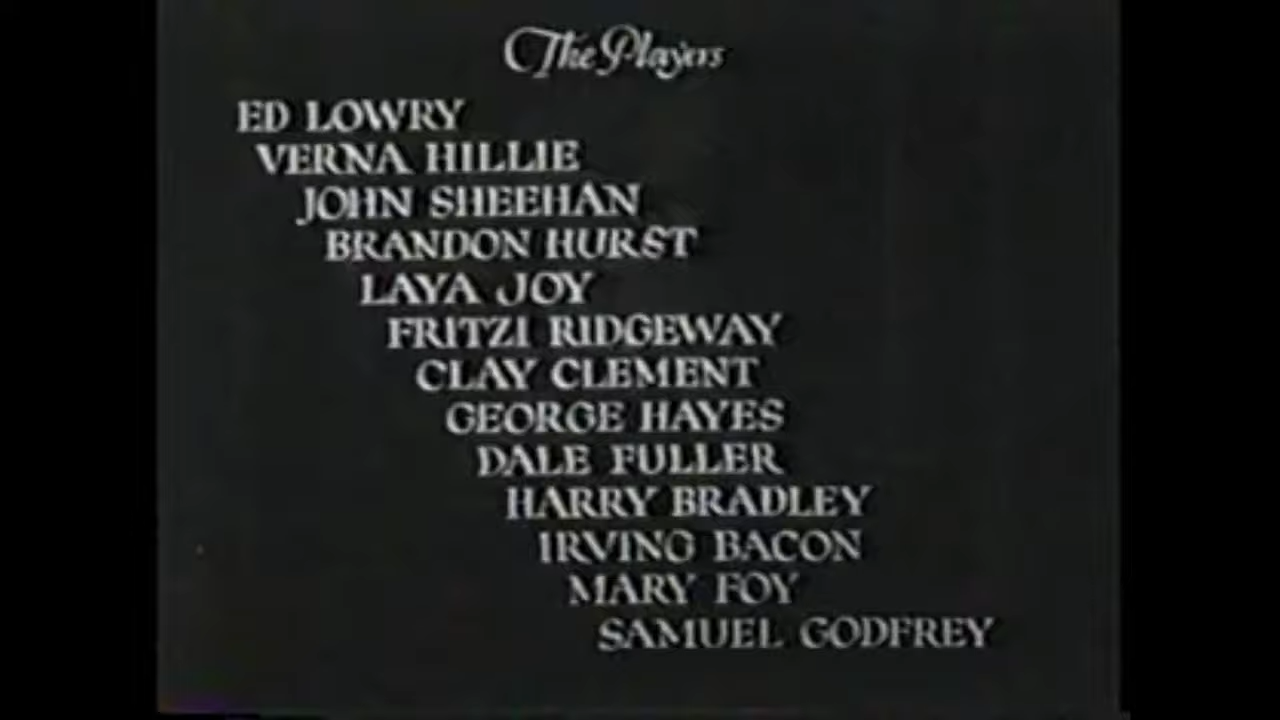 The Players
ED LOWRY
VERNA HILLIE
JOHN SHEEHAN
BRANDON HURST
LAYA JOY
FRITZI RIDGEWAY
CLAY CLEMENT
GEORGE HAYES
DALE FULLER
HARRY BRADLEY
IRVING BACON
MARY FOY
SAMUEL GODFREY